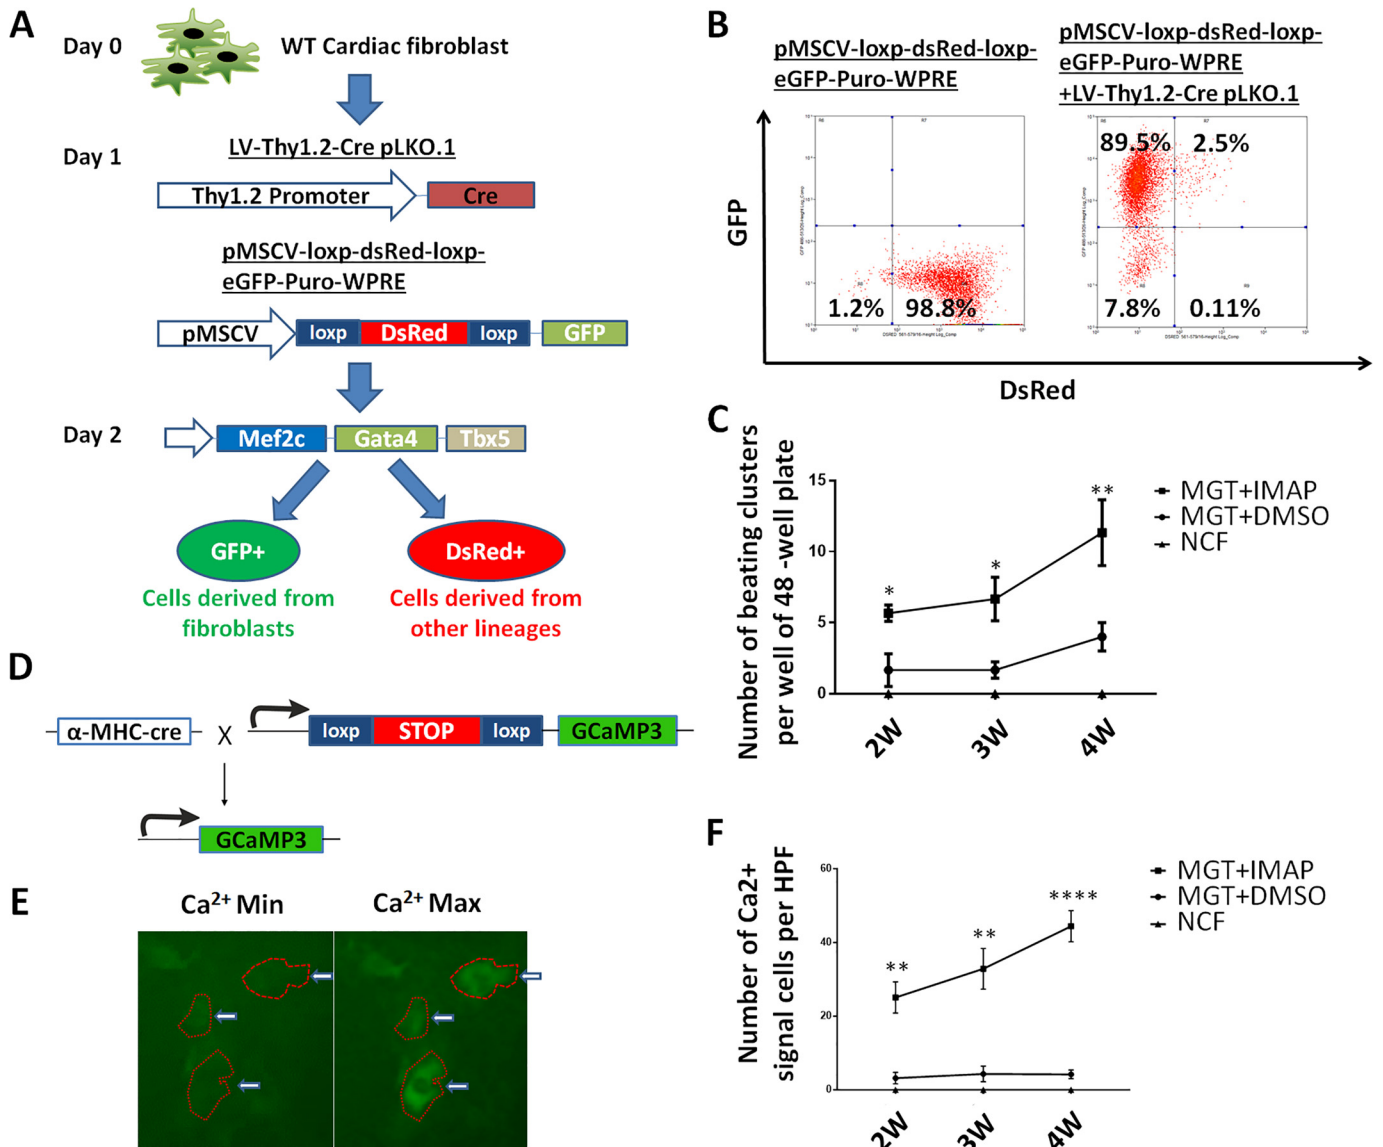 A
Day 0
WT Cardiac fibroblast
LV-Thy1.2-Cre pLKO.1
Day 1
Thy1.2 Promoter
Cre
pMSCV-loxp-dsRed-loxp-
eGFP-Puro-WPRE
pMSCV
loxp
DsRed
loxp
GFP
Day 2
Mef2c
Gata4
Tbx5
GFP+
DsRed+
Cells derived from
fibroblasts
Cells derived from
other lineages
B
pMSCV-loxp-dsRed-loxp-
eGFP-Puro-WPRE
pMSCV-loxp-dsRed-loxp-
eGFP-Puro-WPRE
+LV-Thy1.2-Cre pLKO.1
GFP
1.2%
98.8%
89.5%
2.5%
7.8%
0.11%
DsRed
C
Number of beating clusters
per well of 48 -well plate
15
10
5
0
*
*
**
2W
3W
4W
MGT+IMAP
MGT+DMSO
NCF
D
α-MHC-cre
X
loxp
STOP
loxp
GCaMP3
GCaMP3
E
Ca2+ Min
Ca2+ Max
F
Number of Ca2+
signal cells per HPF
60
40
20
0
**
**
****
2W
3W
4W
MGT+IMAP
MGT+DMSO
NCF